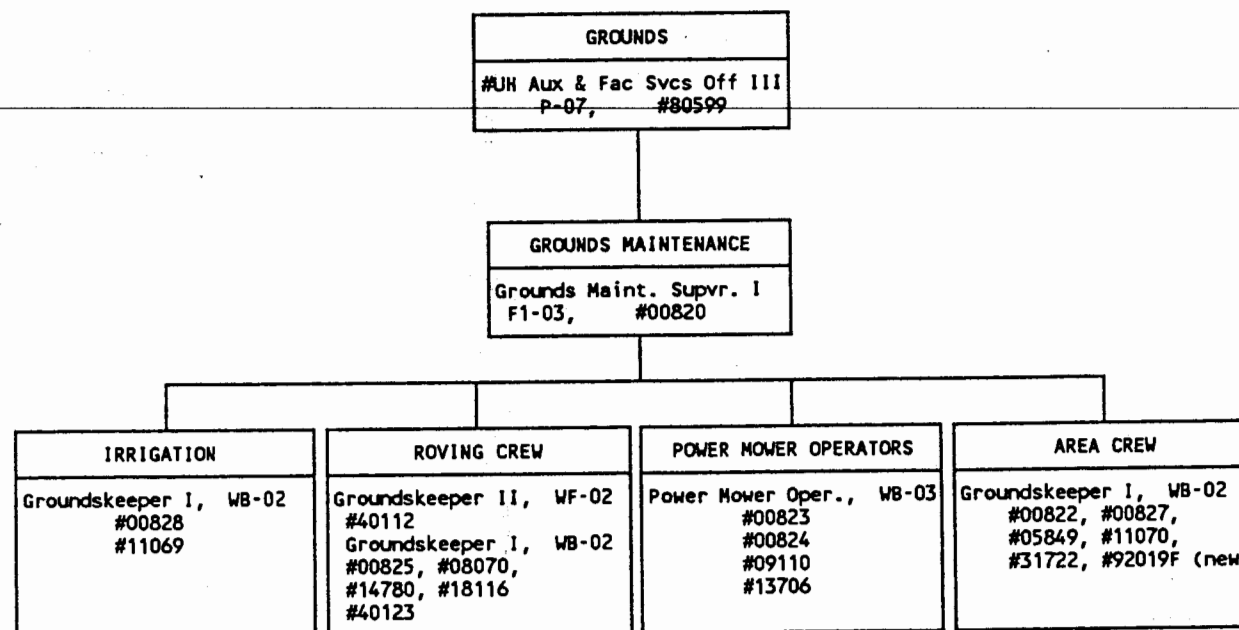 GROUNDS
#UH Aux & Fac Svcs Off III
P-07, #80599
GROUNDS MAINTENANCE
Grounds Maint. Supvr. I
F1-03, #00820
IRRIGATION
Groundskeeper I, WB-02
#00828
#11069
ROVING CREW
Groundskeeper II, WF-02
#40112
Groundskeeper I, WB-02
#00825, #08070,
#14780, #18116
#40123
POWER MOWER OPERATORS
Power Mower Oper., WB-03
#00823
#00824
#09110
#13706
AREA CREW
Groundskeeper I, WB-02
#00822, #00827,
#05849, #11070,
#31722, #92019F (new